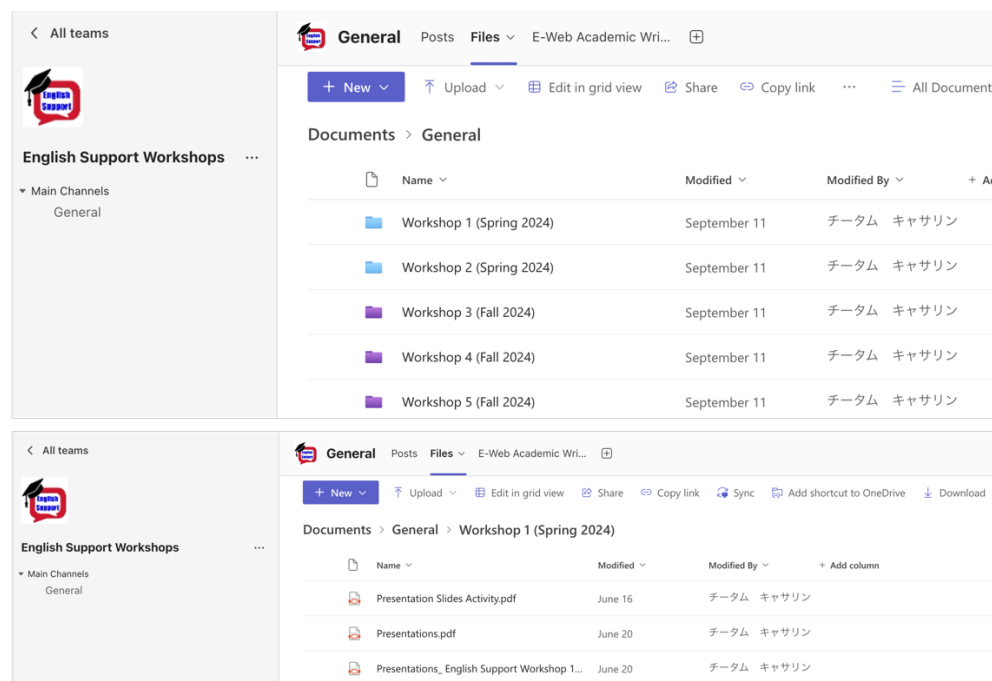 All teams
English Support
English Support Workshops ...
Main Channels
General
English Support
General Posts Files E-Web Academic Wri...
+ New Upload Edit in grid view Share Copy link ... All Document
Documents > General
Name Modified Modified By +
Workshop 1 (Spring 2024) September 11 チータム キャサリン
Workshop 2 (Spring 2024) September 11 チータム キャサリン
Workshop 3 (Fall 2024) September 11 チータム キャサリン
Workshop 4 (Fall 2024) September 11 チータム キャサリン
Workshop 5 (Fall 2024) September 11 チータム キャサリン
All teams
English Support
English Support Workshops ...
Main Channels
General
English Support
General Posts Files E-Web Academic Wri...
+ New Upload Edit in grid view Share Copy link Sync Add shortcut to OneDrive Download
Documents > General > Workshop 1 (Spring 2024)
Name Modified Modified By + Add column
Presentation Slides Activity.pdf June 16 チータム キャサリン
Presentations.pdf June 20 チータム キャサリン
Presentations_ English Support Workshop 1... June 20 チータム キャサリン